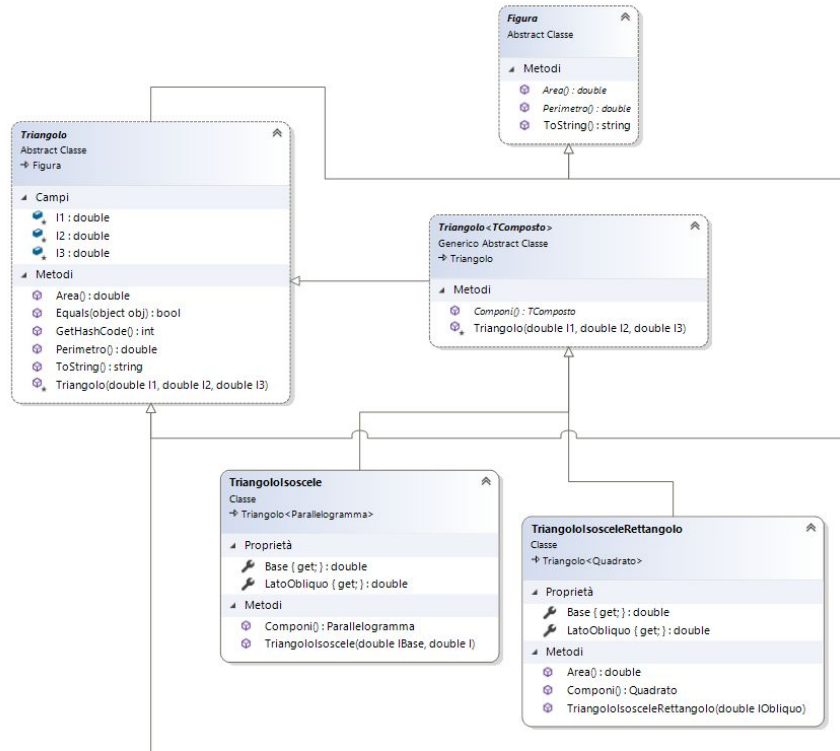 Figura
Abstract Classe
Metodi
Area() : double
Perimetro() : double
ToString() : string
Triangolo
Abstract Classe
Figura
Campi
l1 : double
l2 : double
l3 : double
Metodi
Area() : double
Equals(object obj) : bool
GetHashCode() : int
Perimetro() : double
ToString() : string
Triangolo(double l1, double l2, double l3)
Triangolo<TComposto>
Generico Abstract Classe
Triangolo
Metodi
Componi() : TComposto
Triangolo(double l1, double l2, double l3)
TriangoloIsoscele
Classe
Triangolo<Parallelogramma>
Proprietà
Base { get; } : double
LatoObliquo { get; } : double
Metodi
Componi() : Parallelogramma
TriangoloIsoscele(double lBase, double l)
TriangoloIsosceleRettangolo
Classe
Triangolo<Quadrato>
Proprietà
Base { get; } : double
LatoObliquo { get; } : double
Metodi
Area() : double
Componi() : Quadrato
TriangoloIsosceleRettangolo(double lObliquo)